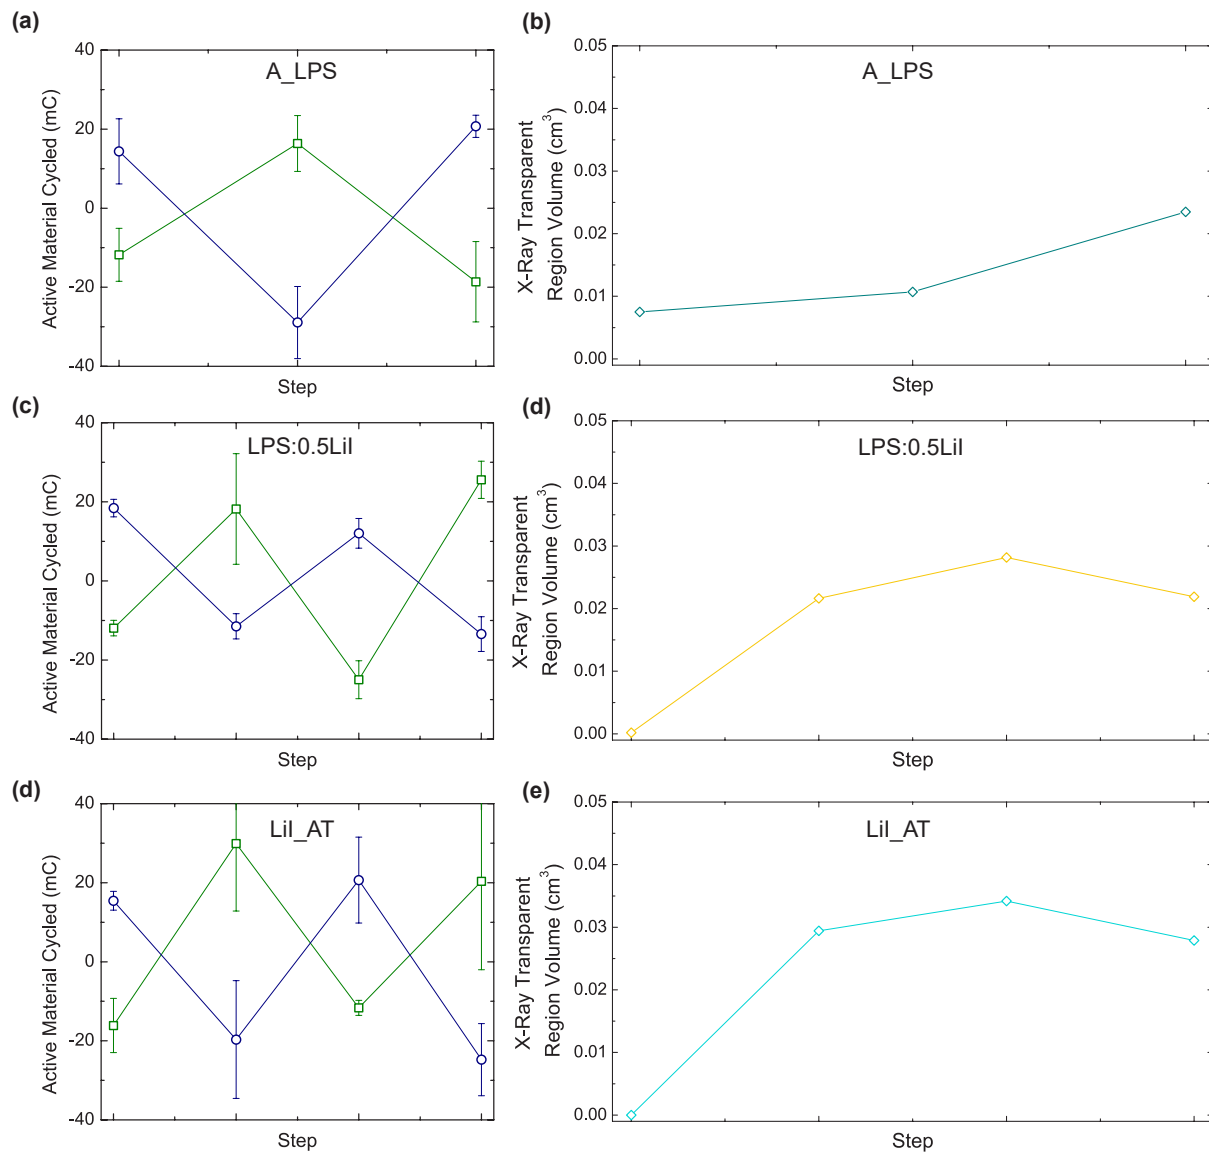 (a)
A_LPS
Active Material Cycled (mC)
40
20
0
-20
-40
Step
(b)
A_LPS
X-Ray Transparent
Region Volume (cm³)
0.05
0.04
0.03
0.02
0.01
0.00
Step
(c)
LPS:0.5LiI
Active Material Cycled (mC)
40
20
0
-20
-40
Step
(d)
LPS:0.5LiI
X-Ray Transparent
Region Volume (cm³)
0.05
0.04
0.03
0.02
0.01
0.00
Step
(d)
LiI_AT
Active Material Cycled (mC)
40
20
0
-20
-40
Step
(e)
LiI_AT
X-Ray Transparent
Region Volume (cm³)
0.05
0.04
0.03
0.02
0.01
0.00
Step